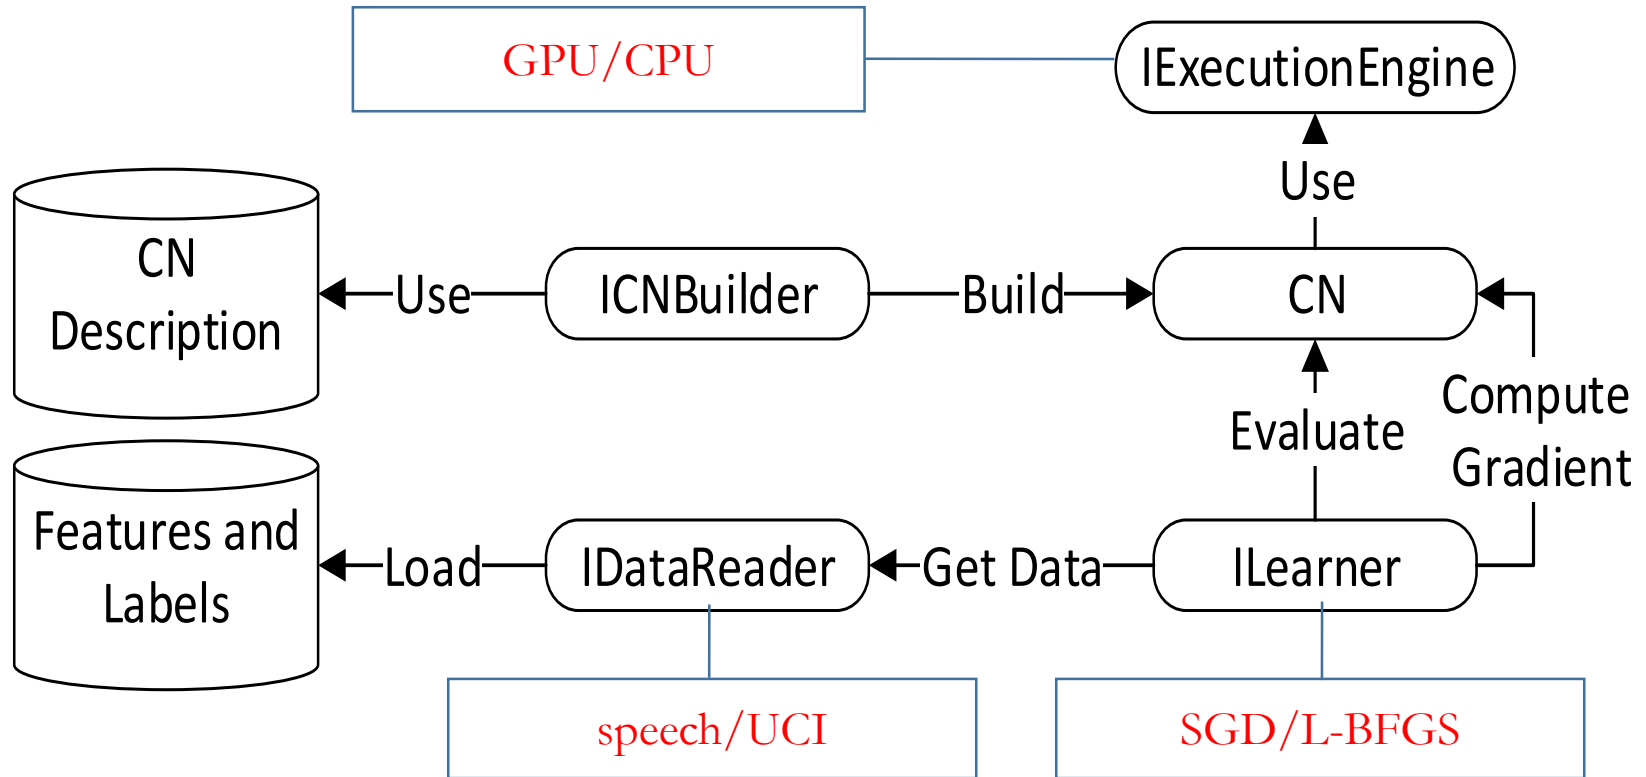 GPU/CPU
IExecutionEngine
Use
CN
Description
Use
ICNBuilder
Build
CN
Compute
Gradient
Evaluate
Features and
Labels
Load
IDataReader
Get Data
ILearner
speech/UCI
SGD/L-BFGS